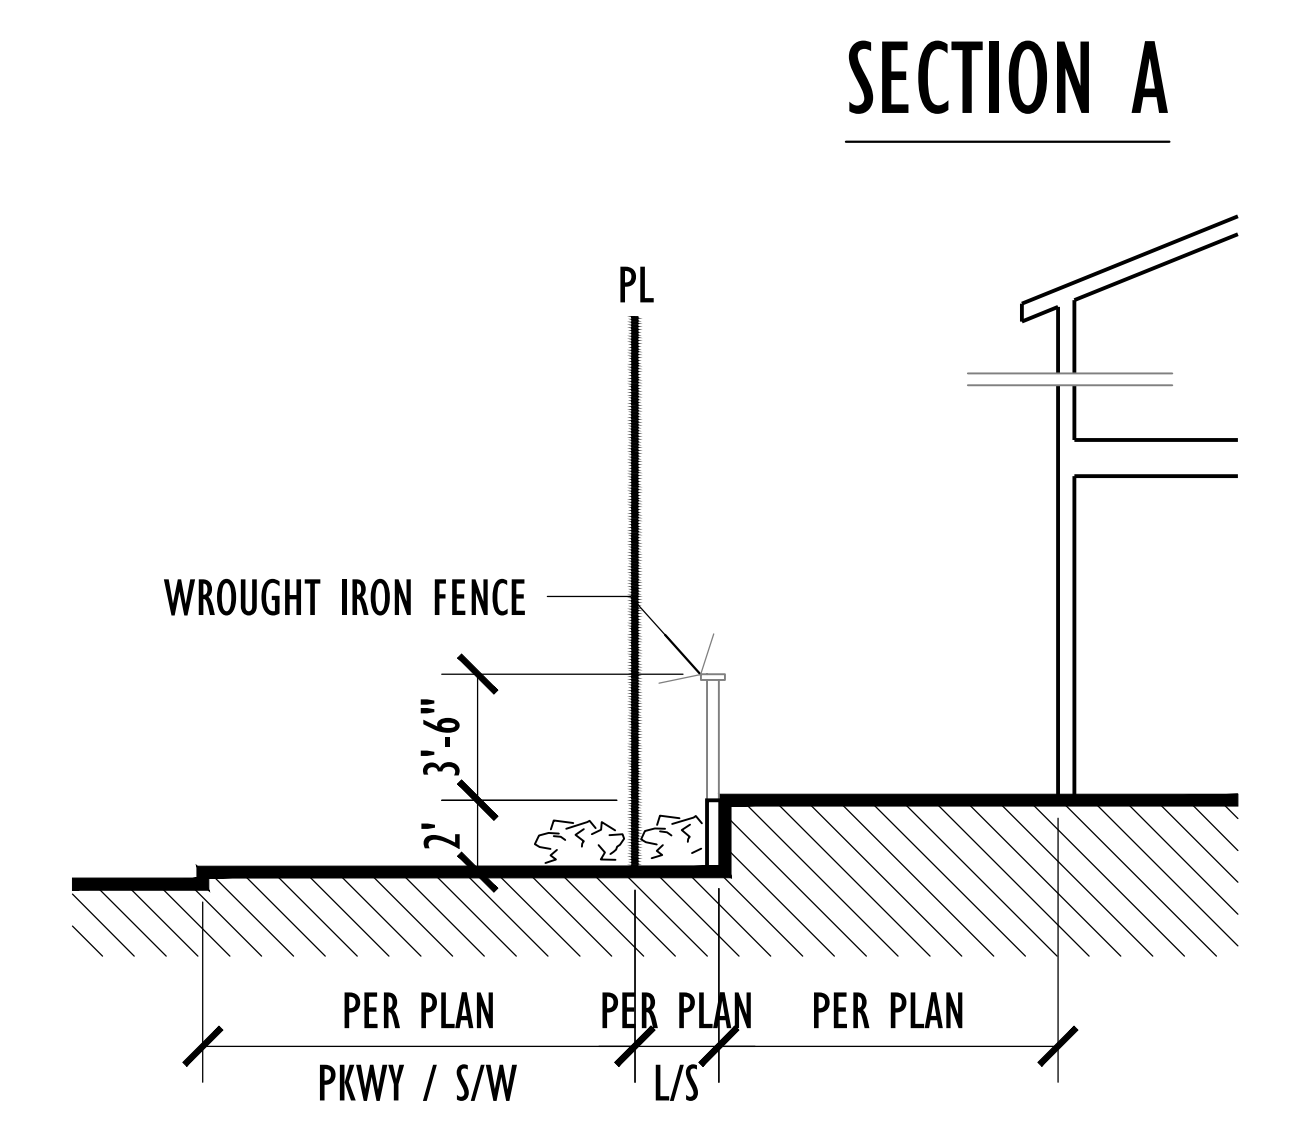 SECTION A
PL
WROUGHT IRON FENCE
3'-6"
2'
PER PLAN PER PLAN PER PLAN
PKWY / S/W L/S